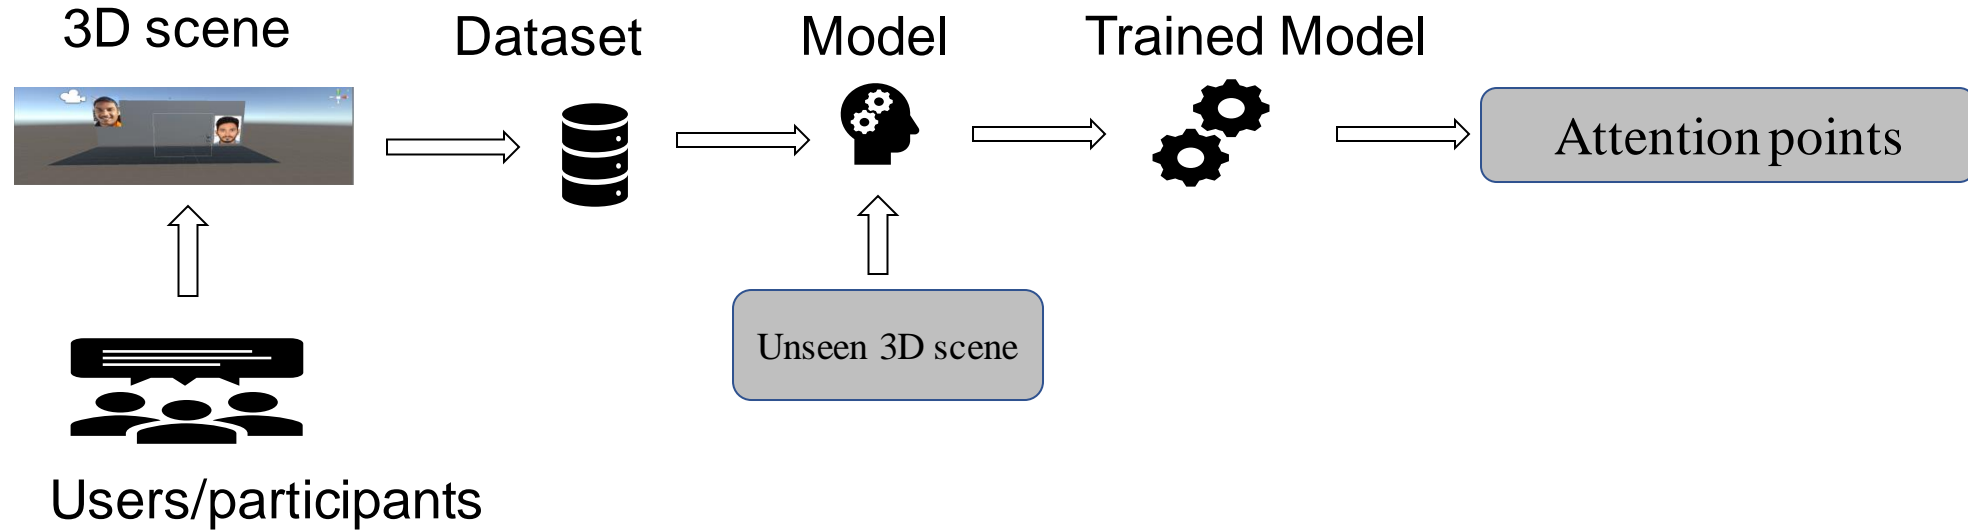 3D scene
Dataset
Model
Trained Model
Attention points
Unseen 3D scene
Users/participants